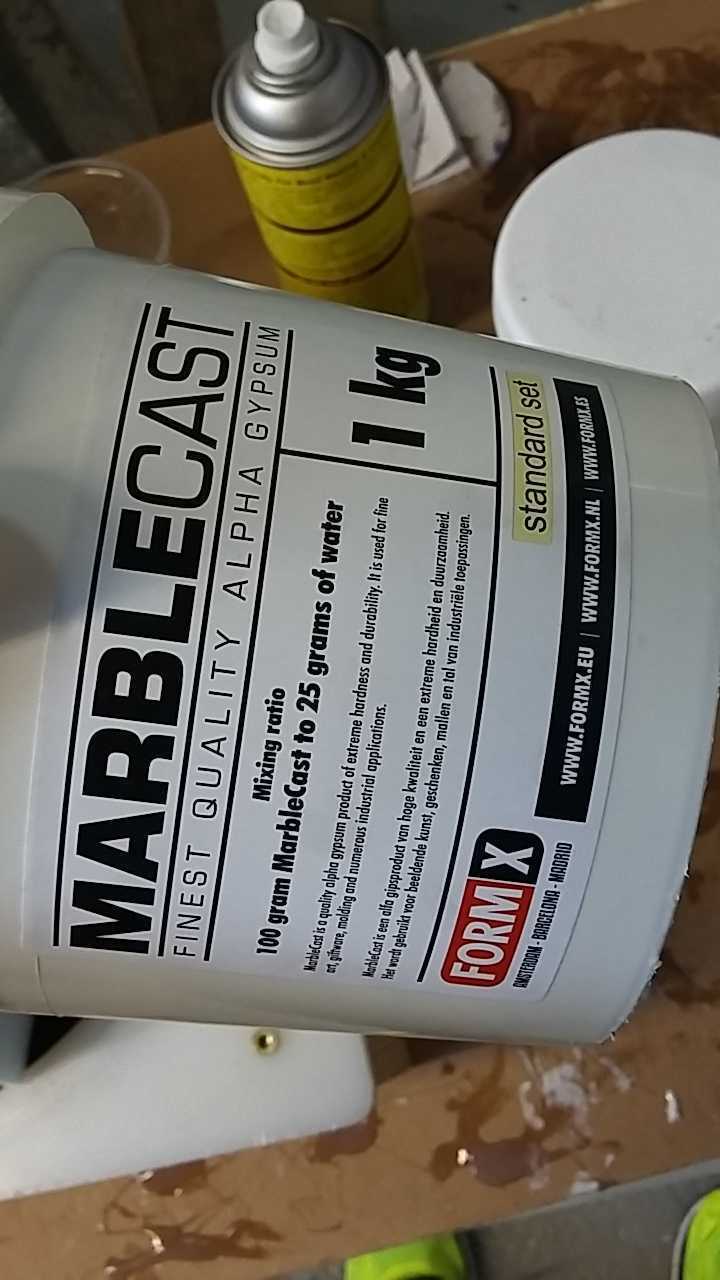 MARBLECAST
FINEST QUALITY ALPHA GYPSUM
Mixing ratio
100 gram MarbleCast to 25 grams of water
1 kg
MarbleCast is a quality alpha gypsum product of extreme hardness and durability. It is used for fine
art, giftware, molding and numerous industrial applications.
MarbleCast is een alfa gipsproduct van hoge kwaliteit en een extreme hardheid en duurzaamheid.
Het wordt gebruikt voor beeldende kunst, geschenken, mallen en tal van industriële toepassingen.
standard set
FORM X
AMSTERDAM - BARCELONA - MADRID
WWW.FORMX.EU | WWW.FORMX.NL | WWW.FORMX.ES